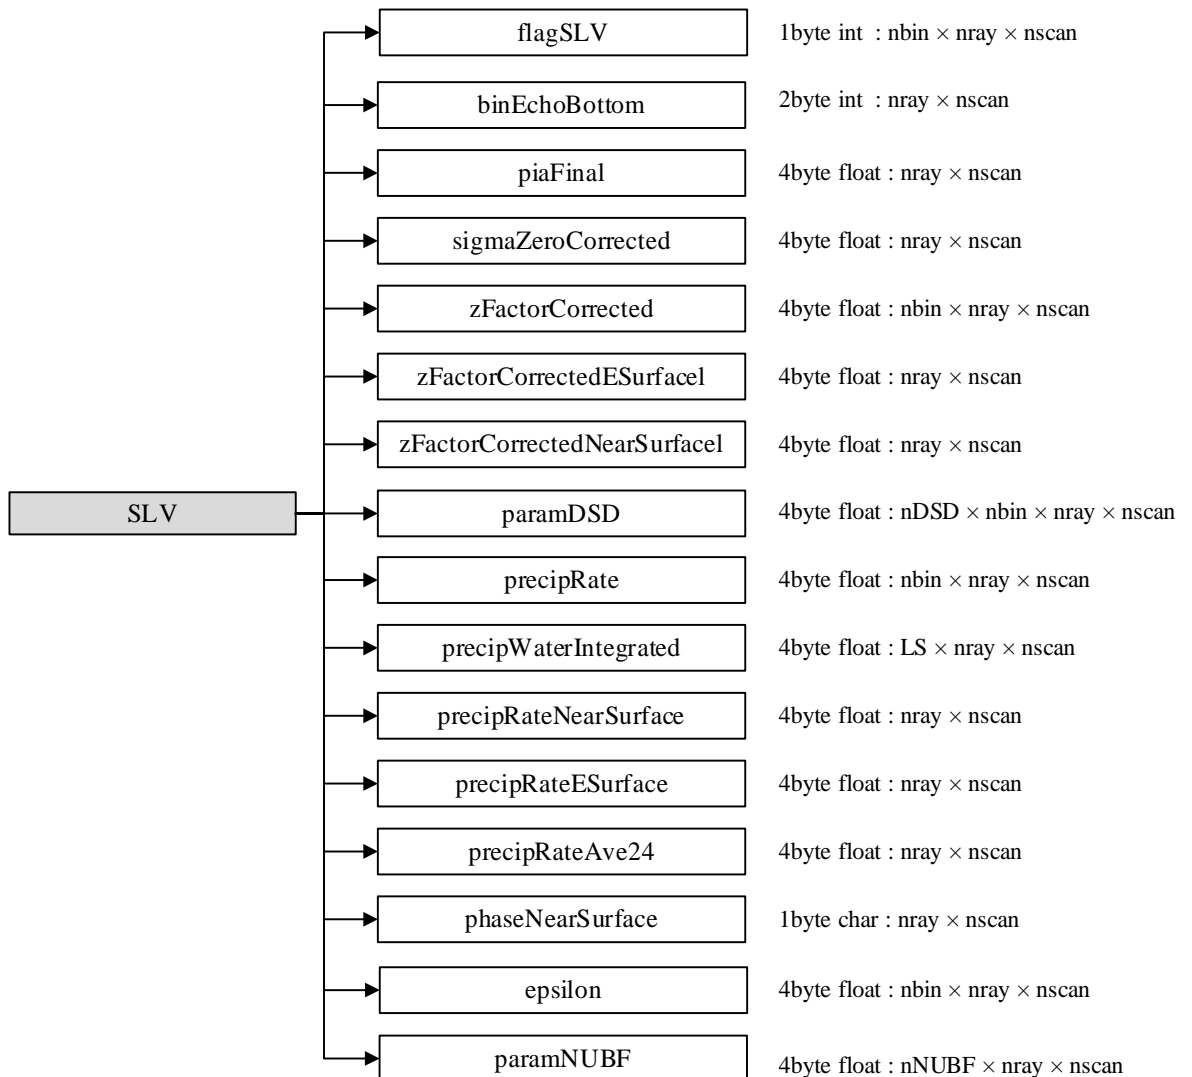 flagSLV 1byte int : nbin × nray × nscan
binEchoBottom 2byte int : nray × nscan
piaFinal 4byte float : nray × nscan
sigmaZeroCorrected 4byte float : nray × nscan
zFactorCorrected 4byte float : nbin × nray × nscan
zFactorCorrectedESurfacel 4byte float : nray × nscan
zFactorCorrectedNearSurfacel 4byte float : nray × nscan
SLV paramDSD 4byte float : nDSD × nbin × nray × nscan
precipRate 4byte float : nbin × nray × nscan
precipWaterIntegrated 4byte float : LS × nray × nscan
precipRateNearSurface 4byte float : nray × nscan
precipRateESurface 4byte float : nray × nscan
precipRateAve24 4byte float : nray × nscan
phaseNearSurface 1byte char : nray × nscan
epsilon 4byte float : nbin × nray × nscan
paramNUBF 4byte float : nNUBF × nray × nscan